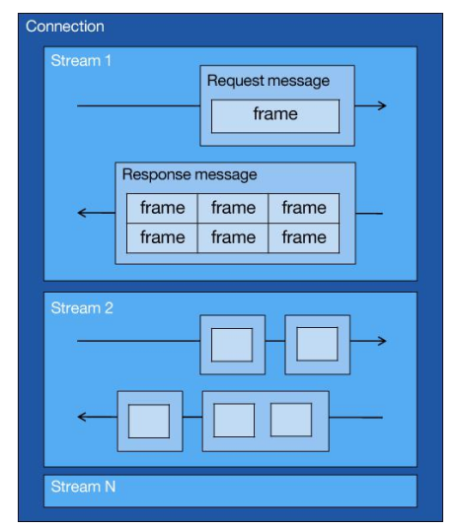 Connection
Stream 1
Request message
frame
Response message
frame frame frame
frame frame frame
Stream 2
Stream N